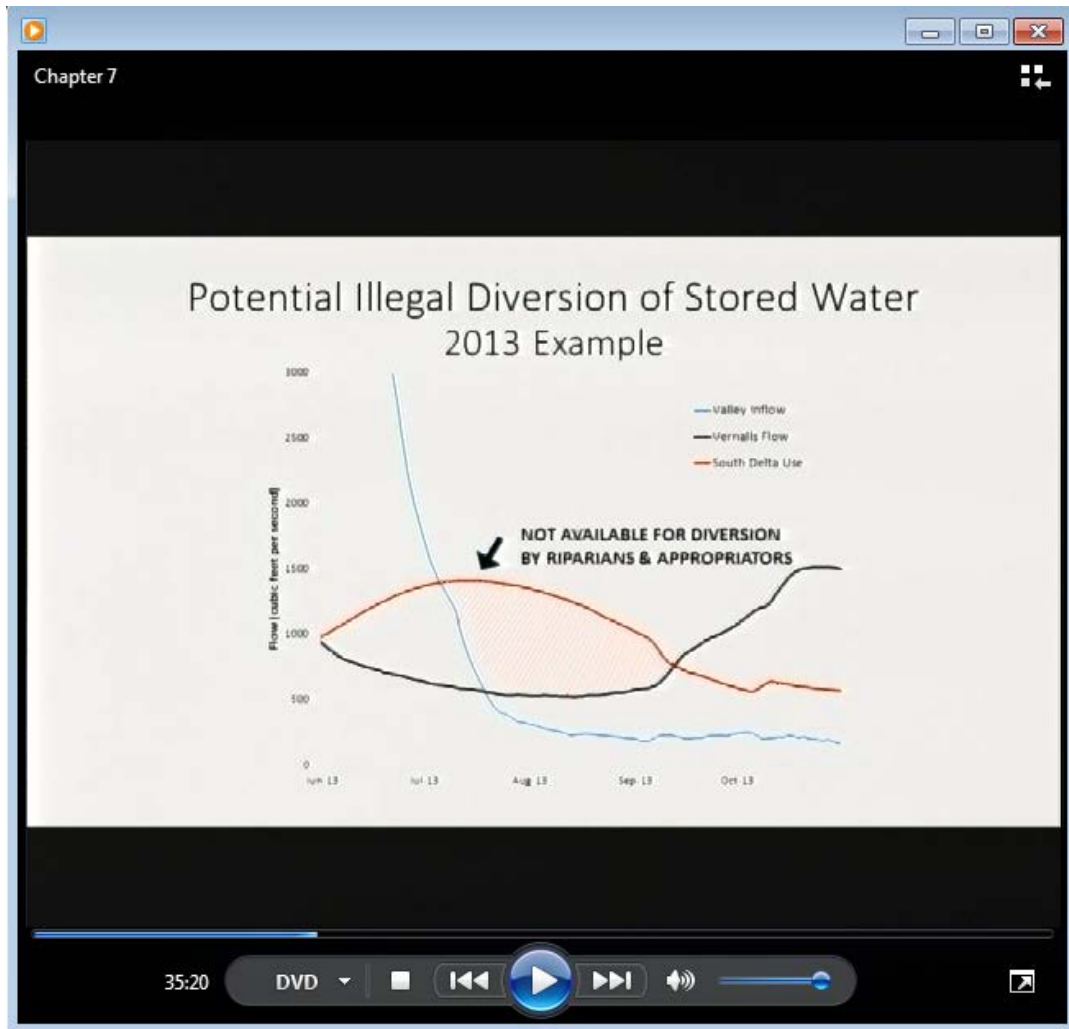 Chapter 7
Potential Illegal Diversion of Stored Water
2013 Example
3000
2500
2000
1500
1000
500
0
Flow (cubic feet per second)
Valley Inflow
Vernalis Flow
South Delta Use
NOT AVAILABLE FOR DIVERSION
BY RIPARIANS & APPROPRIATORS
Jun 13
Jul 13
Aug 13
Sep 13
Oct 13
35:20
DVD